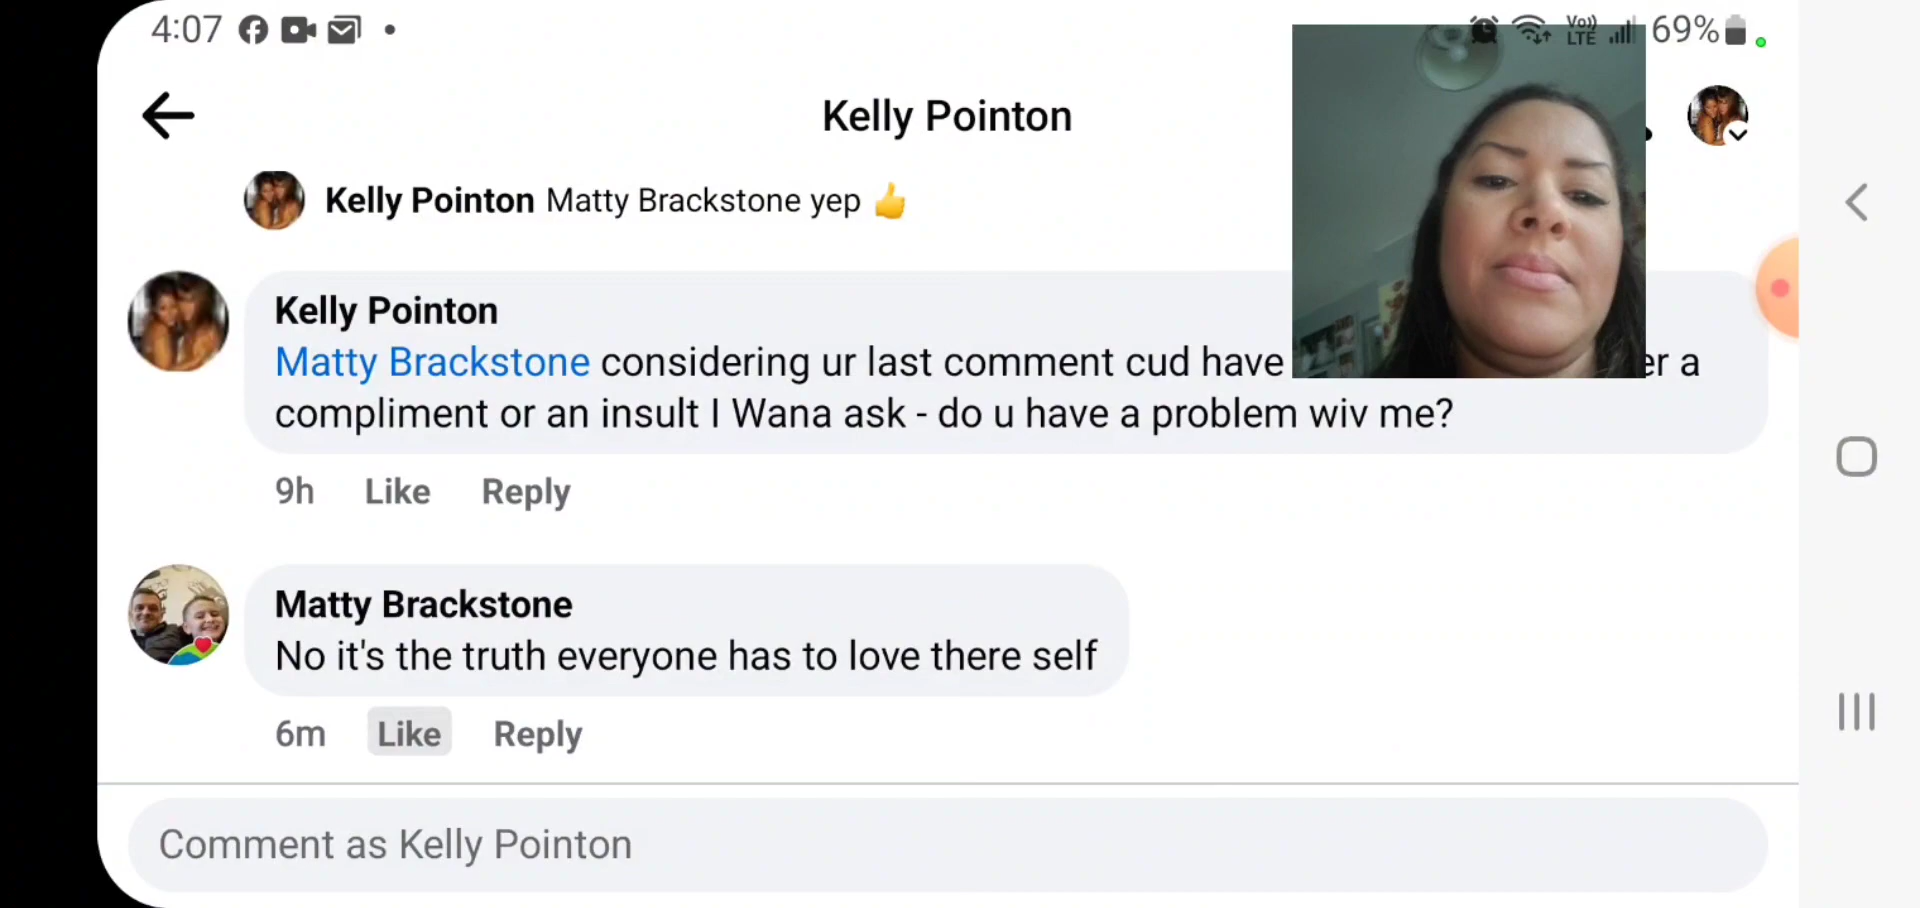 4:07
Vo))
LTE
69%
Kelly Pointon
Kelly Pointon Matty Brackstone yep 👍
Kelly Pointon
Matty Brackstone considering ur last comment cud have
a
compliment or an insult I Wana ask - do u have a problem wiv me?
9h Like Reply
Matty Brackstone
No it's the truth everyone has to love there self
6m Like Reply
Comment as Kelly Pointon